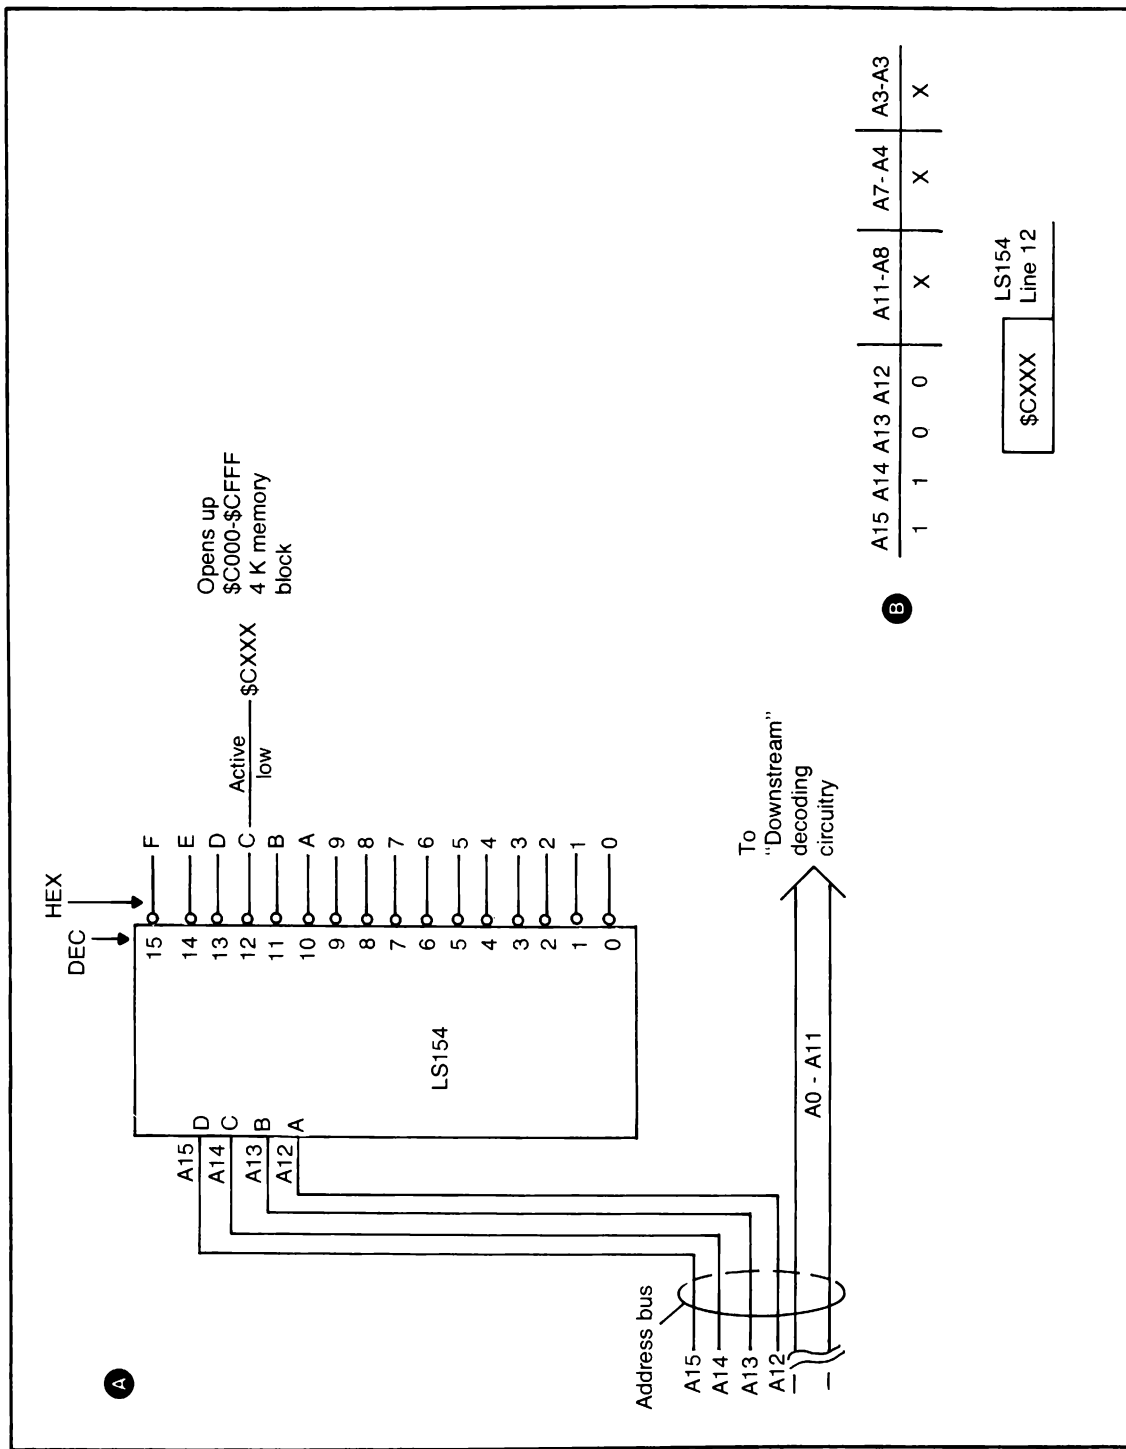 A
HEX
DEC
15 F
14 E
13 D
12 C
11 B
10 A
9 9
8 8
7 7
6 6
5 5
4 4
3 3
2 2
1 1
0 0
Active
low
$CXXX
Opens up
$C000-$CFFF
4 K memory
block
A15 D
A14 C
A13 B
A12 A
LS154
Address bus
A15
A14
A13
A12
A0 - A11
To
"Downstream"
decoding
circuitry
B
A15 A14 A13 A12 A11-A8 A7-A4 A3-A3
1 1 0 0 X X X
$CXXX
LS154
Line 12